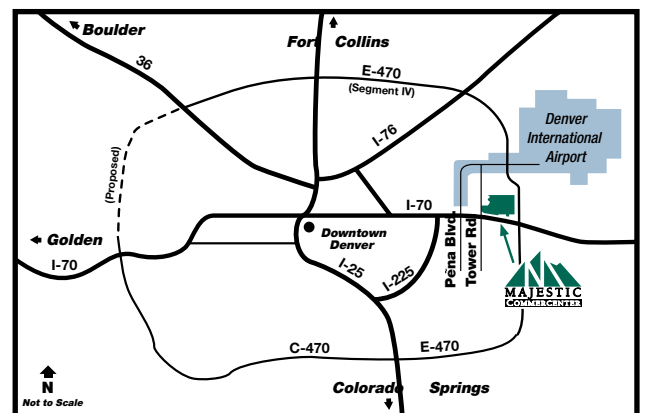 Boulder
Fort Collins
36
E-470
(Segment IV)
I-76
Denver
International
Airport
(Proposed)
I-70
Péna Blvd.
Tower Rd.
Downtown
Denver
Golden
I-70
I-25
I-225
MAJESTIC
COMMERCENTER
C-470
E-470
N
Not to Scale
Colorado Springs